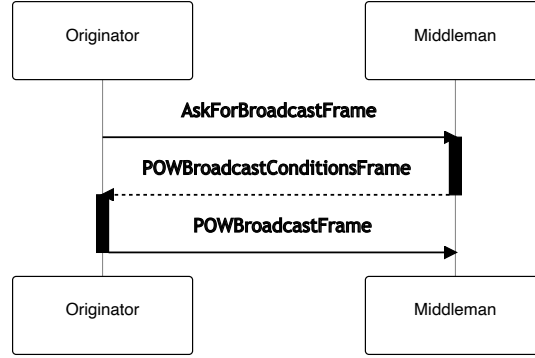 Originator
Middleman
AskForBroadcastFrame
POWBroadcastConditionsFrame
POWBroadcastFrame
Originator
Middleman